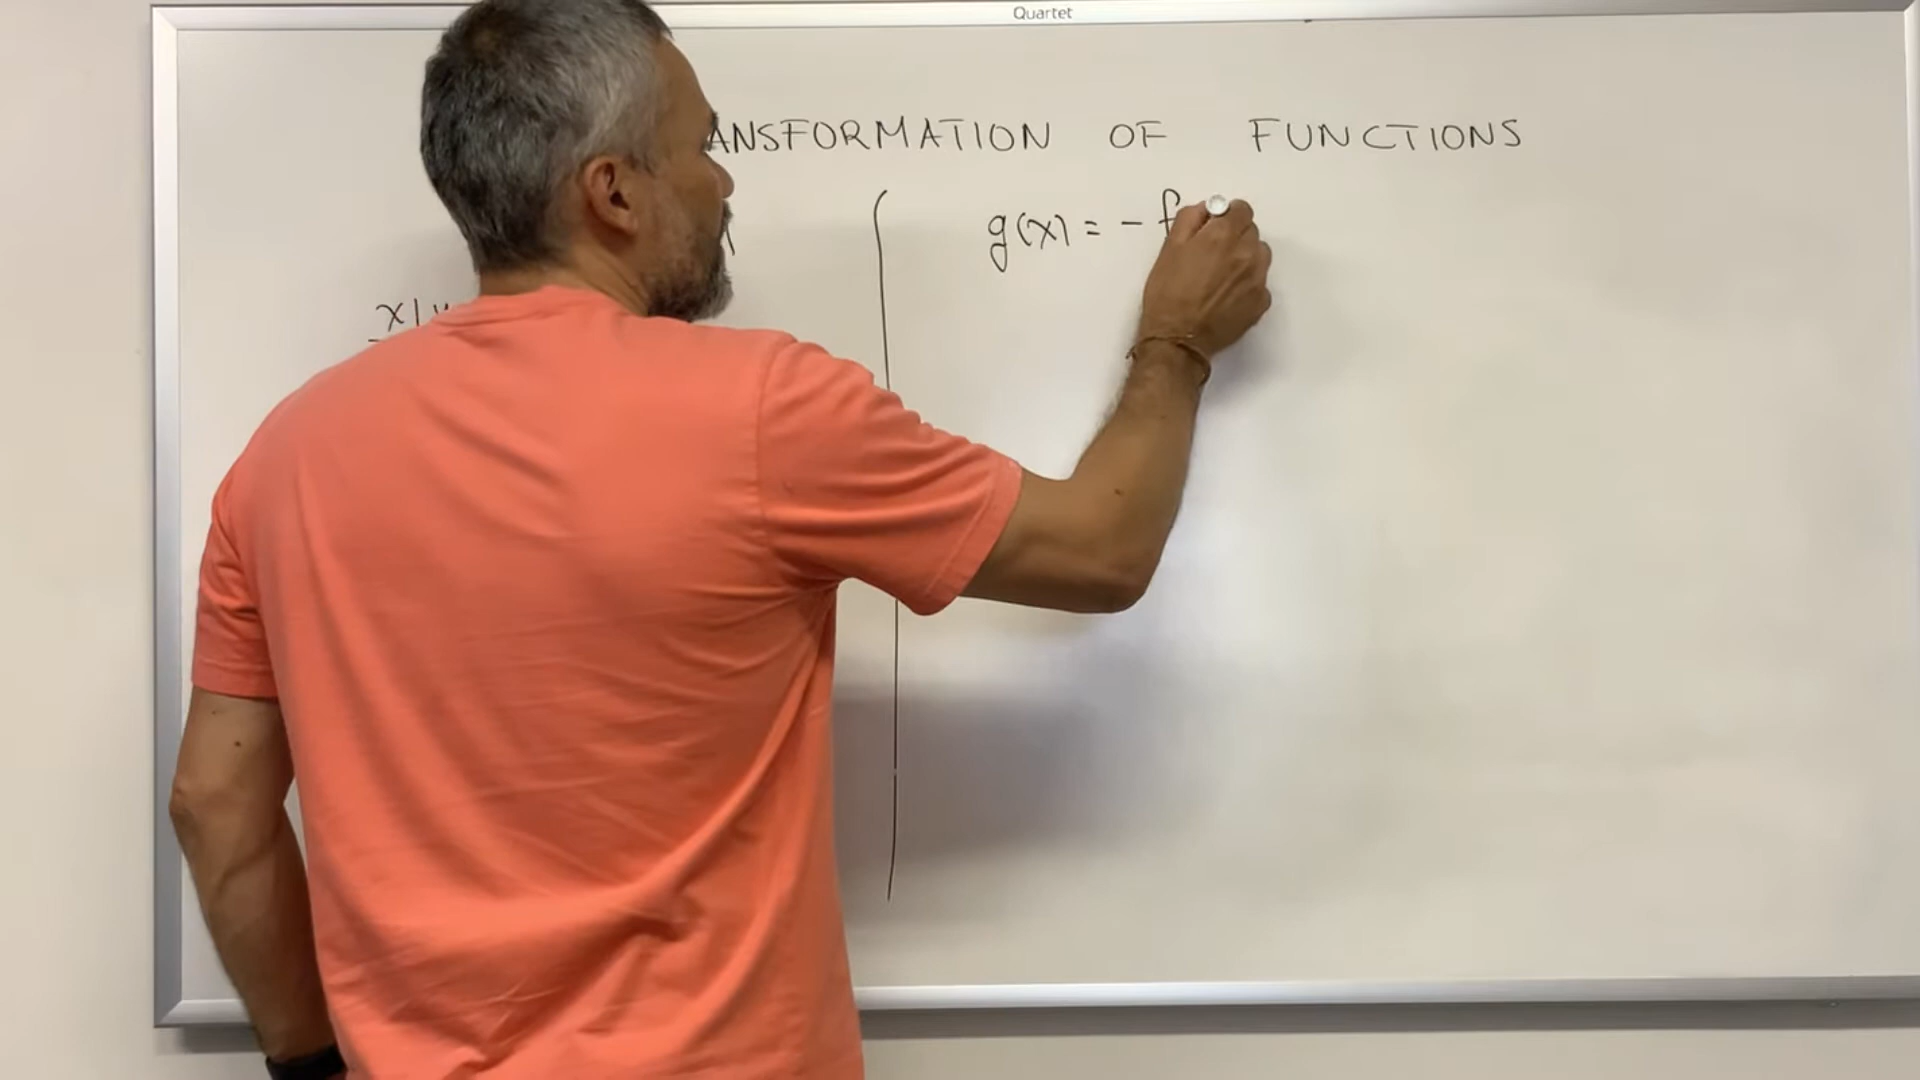 Quartet
ANSFORMATION OF FUNCTIONS
g(x) = - f
x